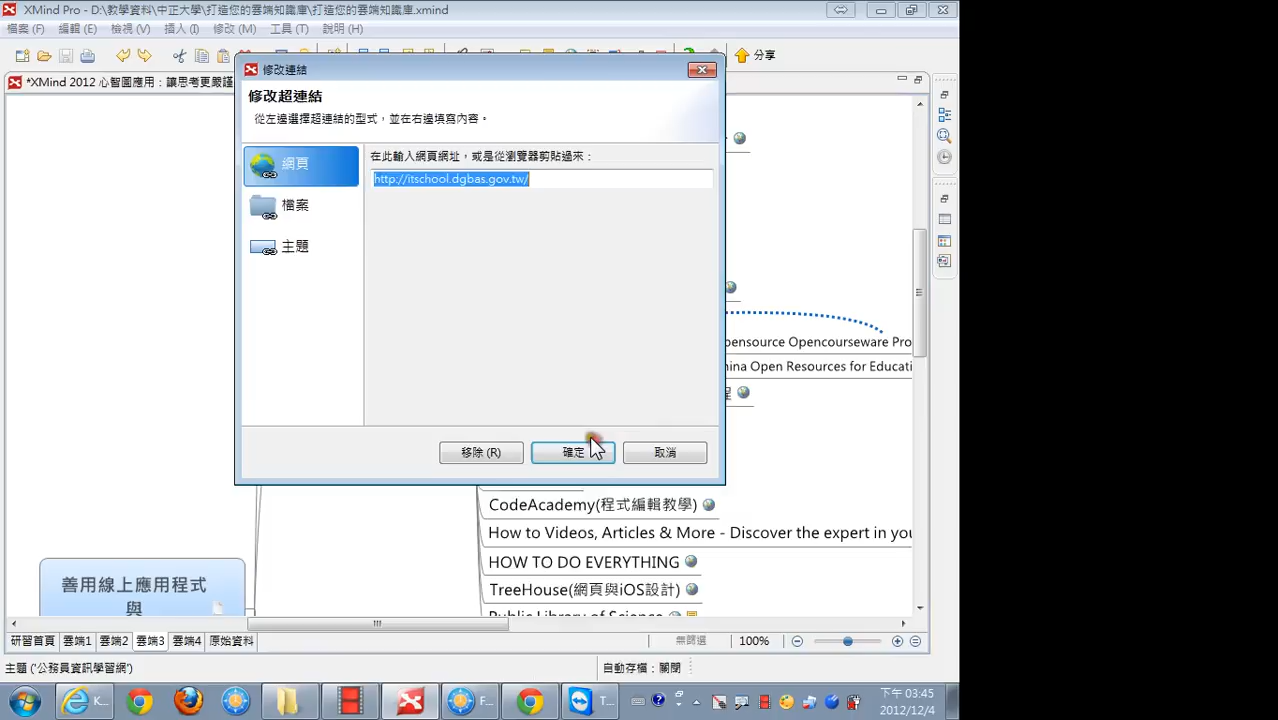 XMind Pro - D:\教學資料\中正大學\打造您的雲端知識庫\打造您的雲端知識庫.xmind
檔案 (F) 編輯 (E) 檢視 (V) 插入 (I) 修改 (M) 工具 (T) 說明 (H)
分享
*XMind 2012 心智圖應用：讓思考更嚴謹
修改連結
修改超連結
從左邊選擇超連結的型式，並在右邊填寫內容。
網頁
在此輸入網頁網址，或是從瀏覽器剪貼過來：
http://itschool.dgbas.gov.tw/
檔案
主題
pensource Opencourseware Pro
ina Open Resources for Educati
移除 (R) 確定 取消
CodeAcademy(程式編輯教學)
How to Videos, Articles & More - Discover the expert in you
HOW TO DO EVERYTHING
TreeHouse(網頁與iOS設計)
Public Library of Science
善用線上應用程式
與
研習首頁 雲端1 雲端2 雲端3 雲端4 原始資料
無篩選 100%
主題 ('公務員資訊學習網')
自動存檔：關閉
K... F... T...
下午 03:45
2012/12/4